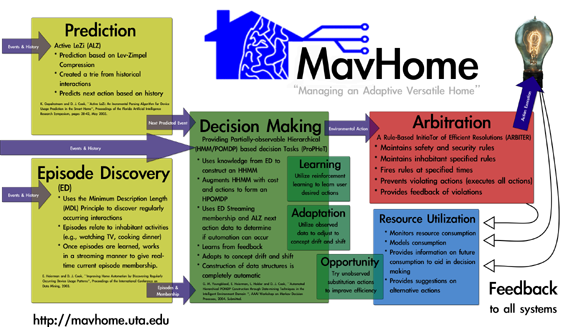 Prediction
Active LeZi (ALZ)
• Prediction based on Lev-Zimpel
Compression
• Created a trie from historical
interactions
• Predicts next action based on history
Events & History
Next Predicted Event
Events & History
Episode Discovery
(ED)
• Uses the Minimum Description Length
(MDL) Principle to discover regularly
occurring interactions
• Episodes relate to inhabitant activities
(e.g., watching TV, cooking dinner)
• Once episodes are learned, works
in a streaming manner to give real-
time current episode membership.
Events & History
Episodes &
Membership
http://mavhome.uta.edu
MavHome
"Managing an Adaptive Versatile Home"
Decision Making
Providing Partially-observable Hierarchical
(HMM/POMDP) based decision Tasks (ProPHeT)
• Uses knowledge from ED to
construct an HHMM
• Augments HHMM with
cost and actions to form an
HPOMDP
• Uses ED Streaming
membership and ALZ next
action data to determine
if automation can occur
• Learns from feedback
• Adapts to concept drift and shift
• Construction of data structures is
completely automatic
Learning
Utilize reinforcement
learning to learn user
desired actions
Adaptation
Utilize observed
data to adjust to
concept drift and shift
Opportunity
Try unobserved
substitution actions
to improve efficiency
Environmental Action
Arbitration
A Rule-Based InitiaTor of Efficient Resolutions (ARBITER)
• Maintains safety and security rules
• Maintains inhabitant specified rules
• Fires rules at specified times
• Prevents violating actions (executes all actions)
• Provides feedback of violations
Action Execution
Resource Utilization
• Monitors resource consumption
• Models consumption
• Provides information on future
consumption to aid in decision
making
• Provides suggestions on
alternative actions
Feedback
to all systems